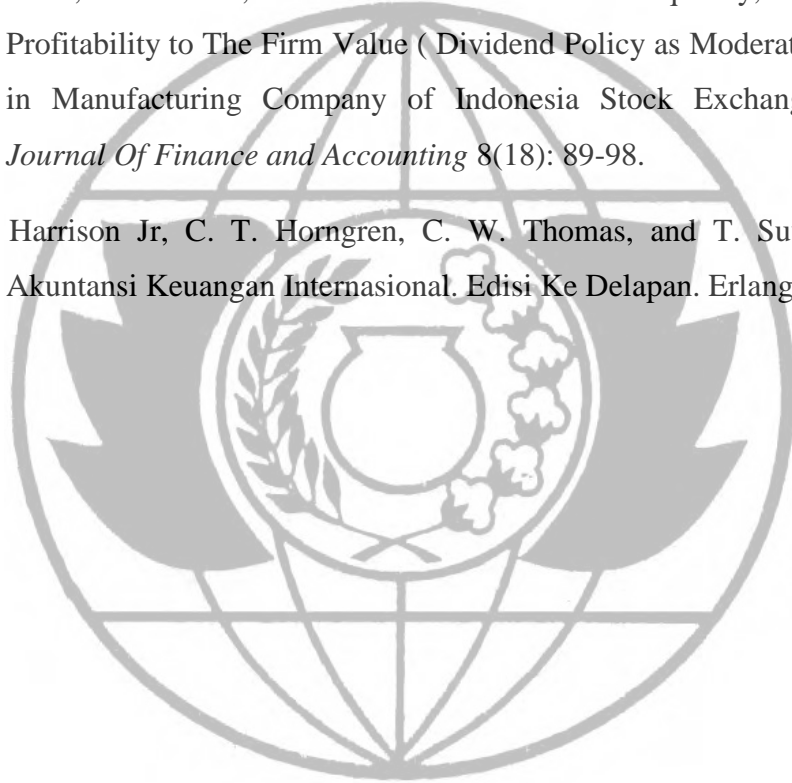 Profitability to The Firm Value ( Dividend Policy as Moderat
in Manufacturing Company of Indonesia Stock Exchang
Journal Of Finance and Accounting 8(18): 89-98.
Harrison Jr, C. T. Horngren, C. W. Thomas, and T. Su
Akuntansi Keuangan Internasional. Edisi Ke Delapan. Erlang